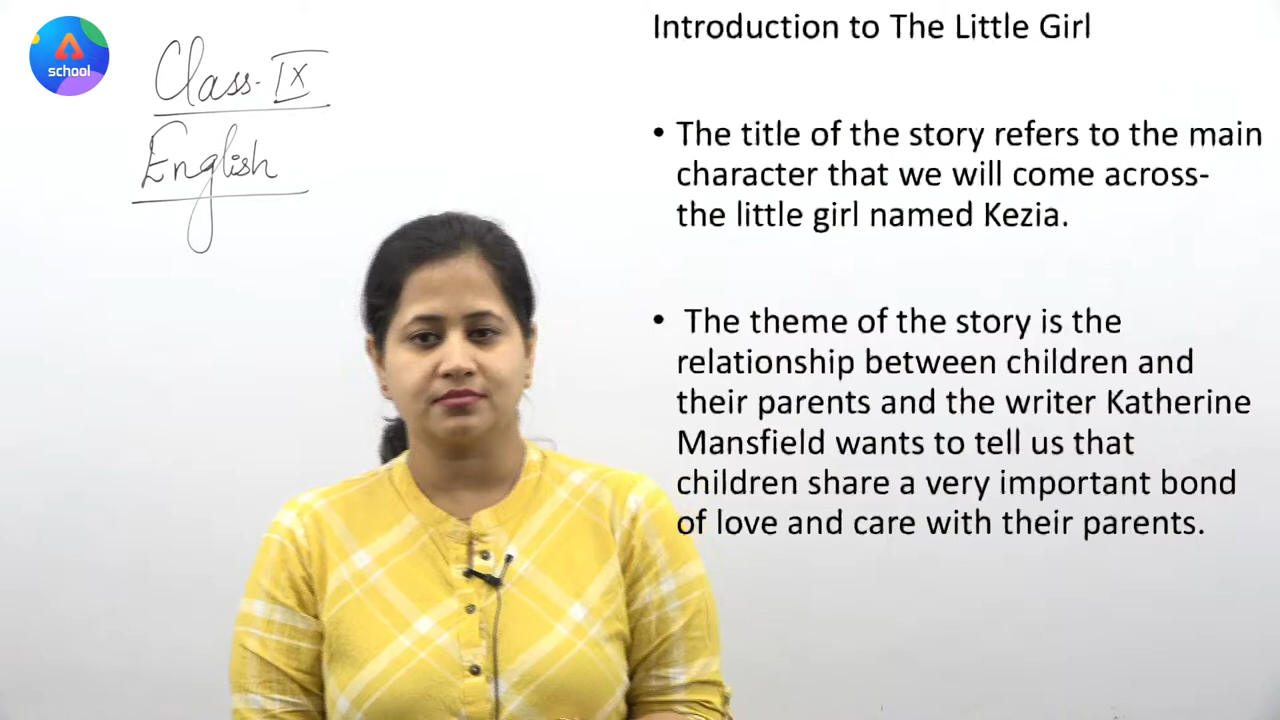 A
school
Class-IX
English
Introduction to The Little Girl
• The title of the story refers to the main
character that we will come across-
the little girl named Kezia.
• The theme of the story is the
relationship between children and
their parents and the writer Katherine
Mansfield wants to tell us that
children share a very important bond
of love and care with their parents.